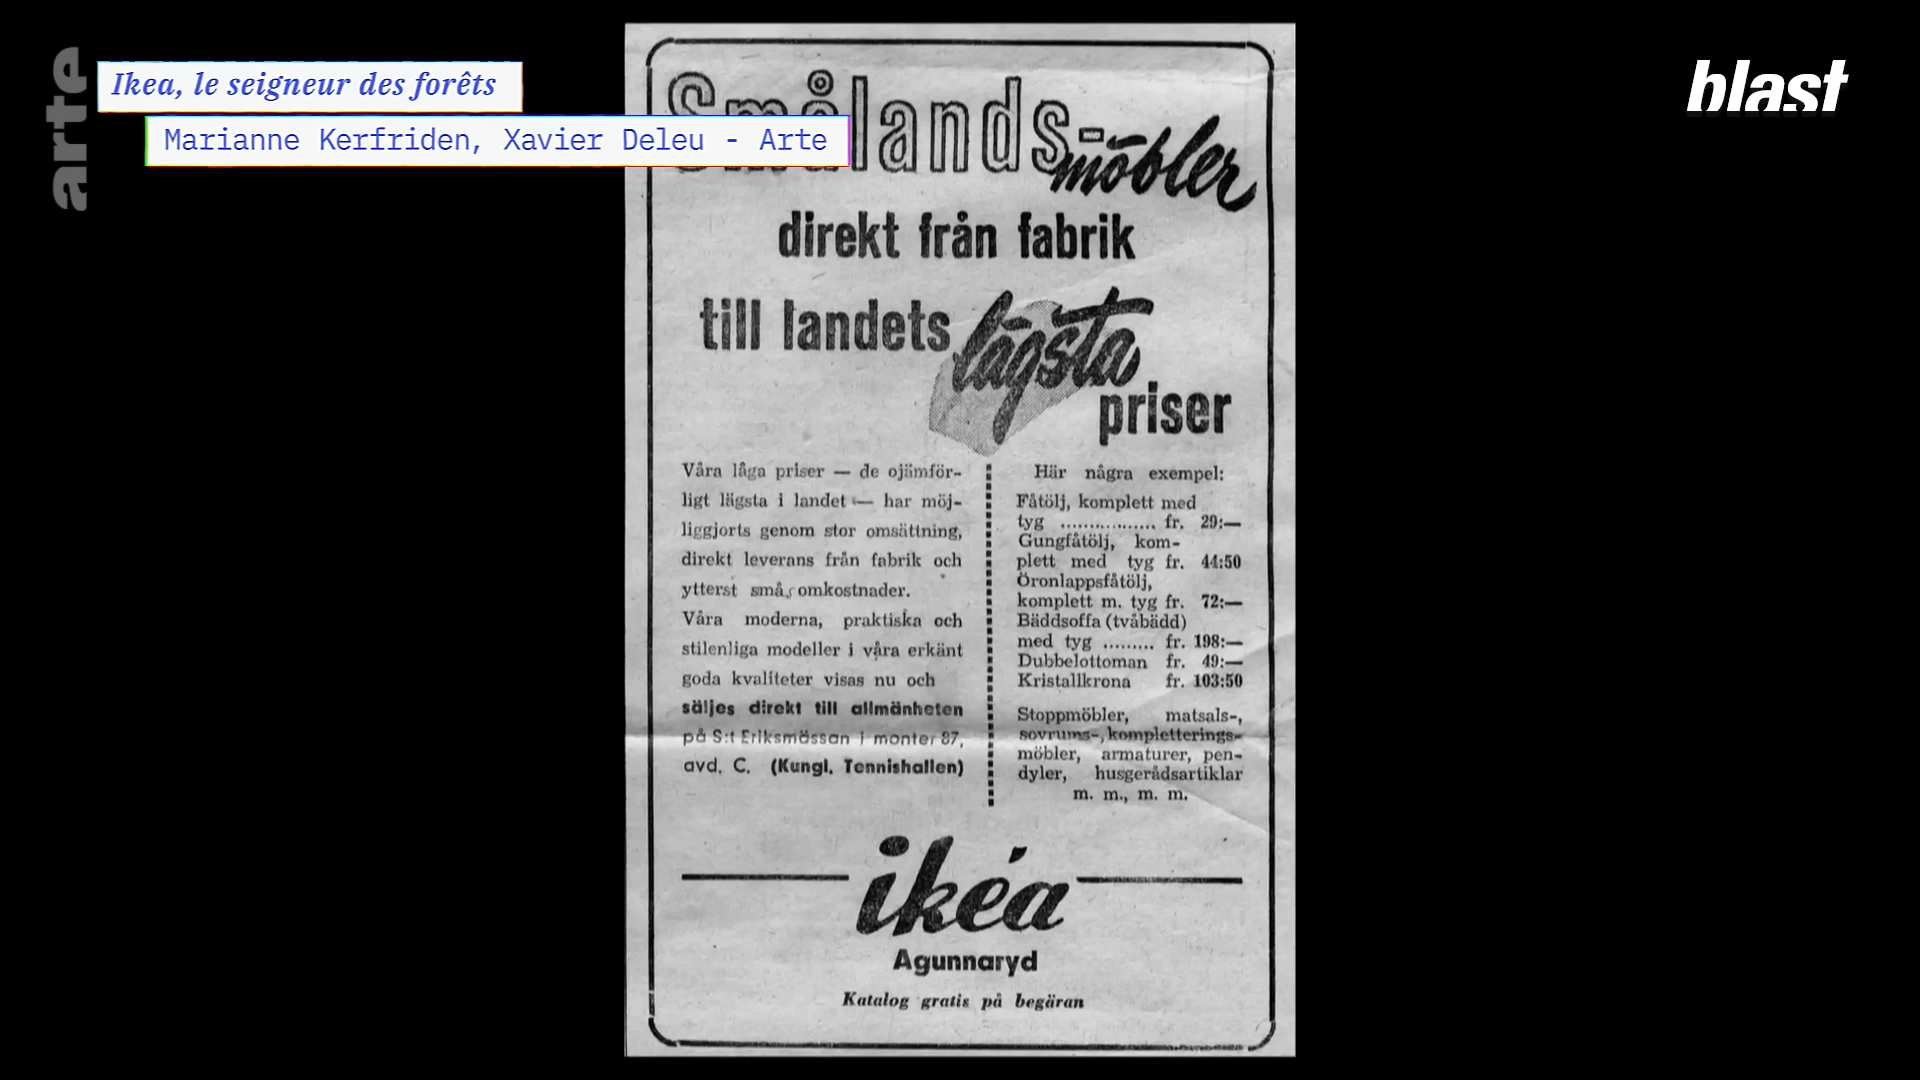 arte
Ikea, le seigneur des forêts
Marianne Kerfriden, Xavier Deleu - Arte
blast
Smålands-
möbler
direkt från fabrik
till landets lägsta
priser
Våra låga priser — de ojämför-
ligt lägsta i landet — har möj-
liggjorts genom stor omsättning,
direkt leverans från fabrik och
ytterst små omkostnader.
Våra moderna, praktiska och
stilenliga modeller i våra erkänt
goda kvaliteter visas nu och
säljes direkt till allmänheten
på S:t Eriksmässan i monter 87,
avd. C. (Kungl. Tennishallen)
Här några exempel:
Fåtölj, komplett med
tyg ................ fr. 29:—
Gungfåtölj, kom-
plett med tyg fr. 44:50
Öronlappsfåtölj,
komplett m. tyg fr. 72:—
Bäddsoffa (tvåbädd)
med tyg ......... fr. 198:—
Dubbelottoman fr. 49:—
Kristallkrona fr. 103:50
Stoppmöbler, matsals-,
sovrums-, kompletterings-
möbler, armaturer, pen-
dyler, husgerådsartiklar
m. m., m. m.
ikéa
Agunnaryd
Katalog gratis på begäran